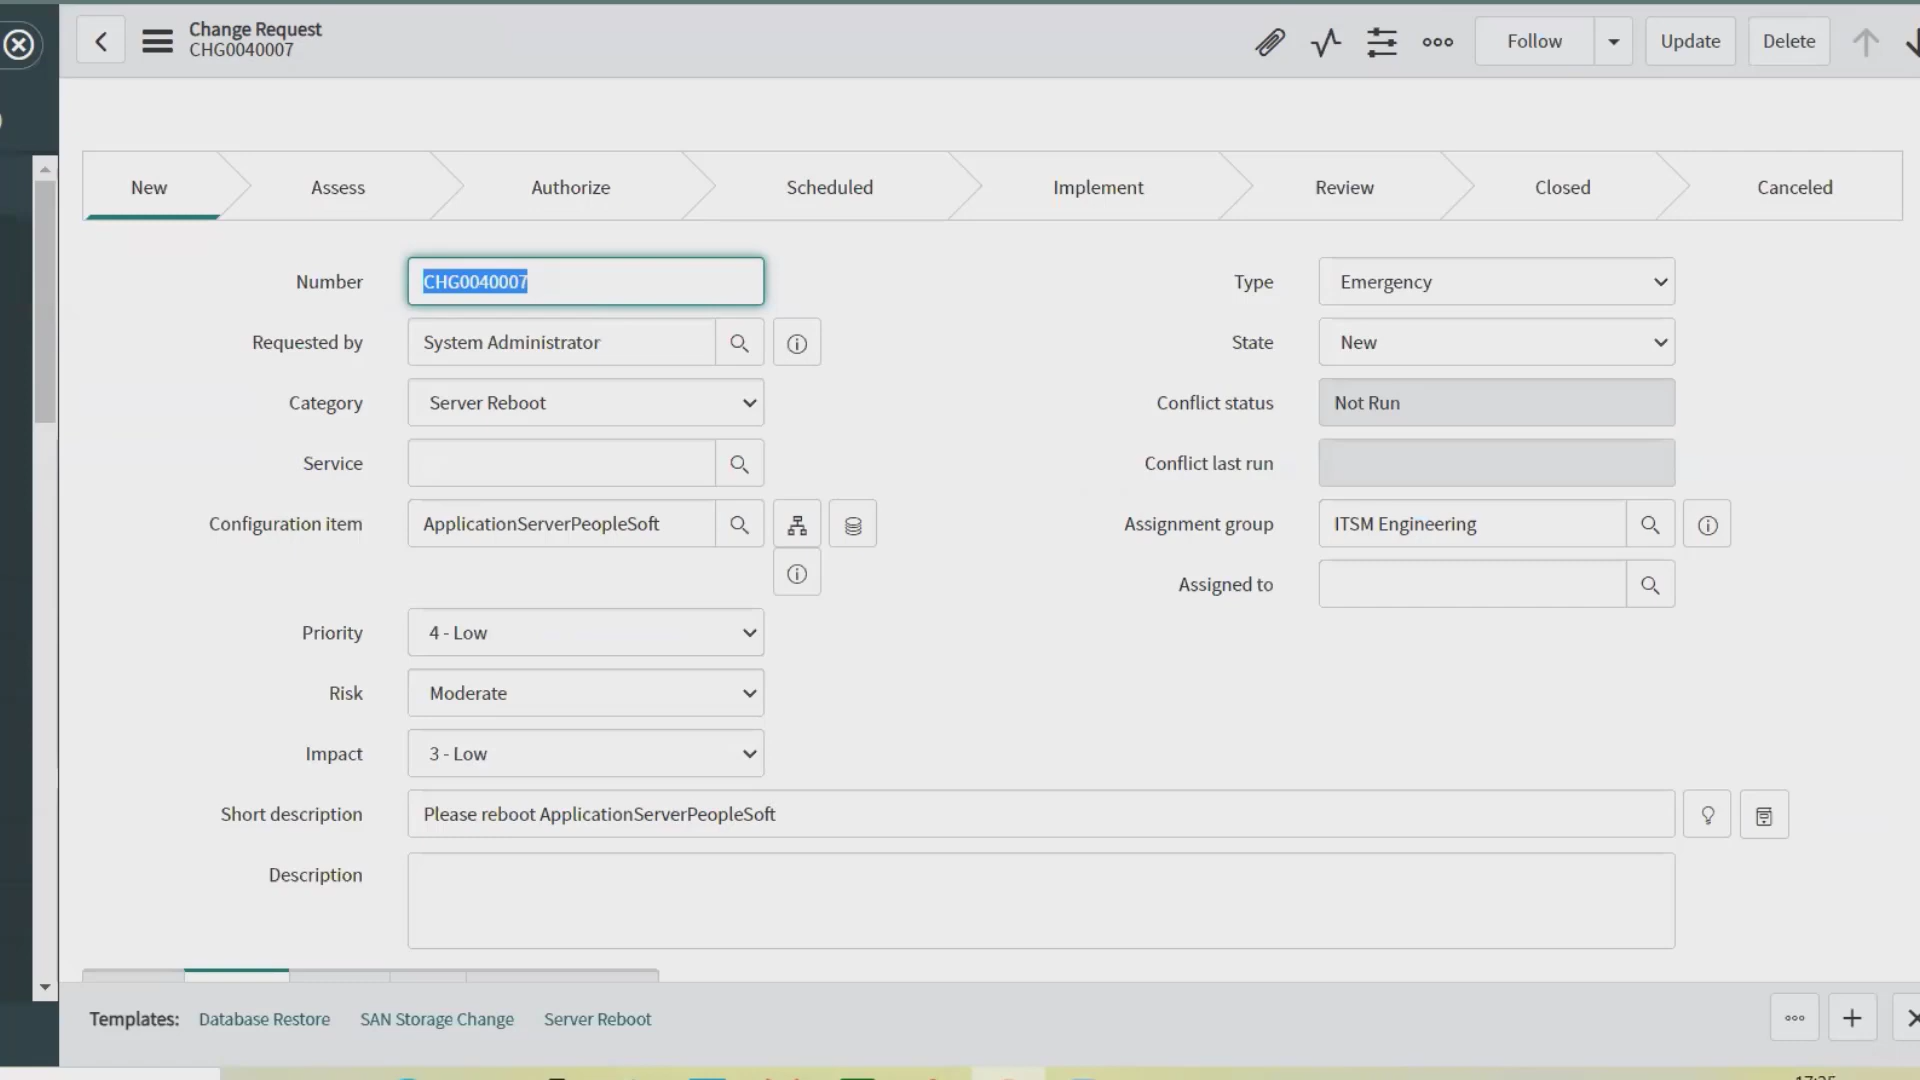 Change Request
CHG0040007
Follow
Update
Delete
New
Assess
Authorize
Scheduled
Implement
Review
Closed
Canceled
Number
CHG0040007
Type
Emergency
Requested by
System Administrator
State
New
Category
Server Reboot
Conflict status
Not Run
Service
Conflict last run
Configuration item
ApplicationServerPeopleSoft
Assignment group
ITSM Engineering
Assigned to
Priority
4 - Low
Risk
Moderate
Impact
3 - Low
Short description
Please reboot ApplicationServerPeopleSoft
Description
Templates:
Database Restore
SAN Storage Change
Server Reboot